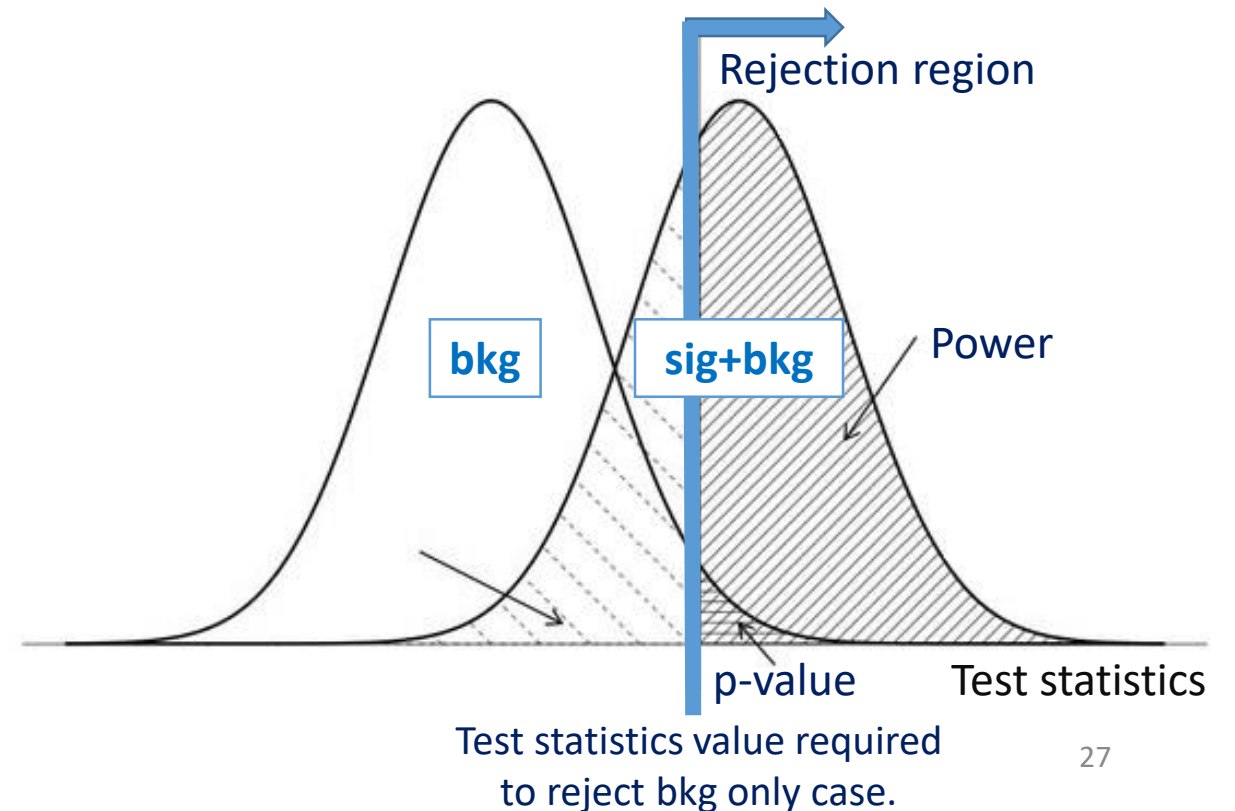 Rejection region
bkg
sig+bkg
Power
p-value
Test statistics
Test statistics value required
to reject bkg only case.
27